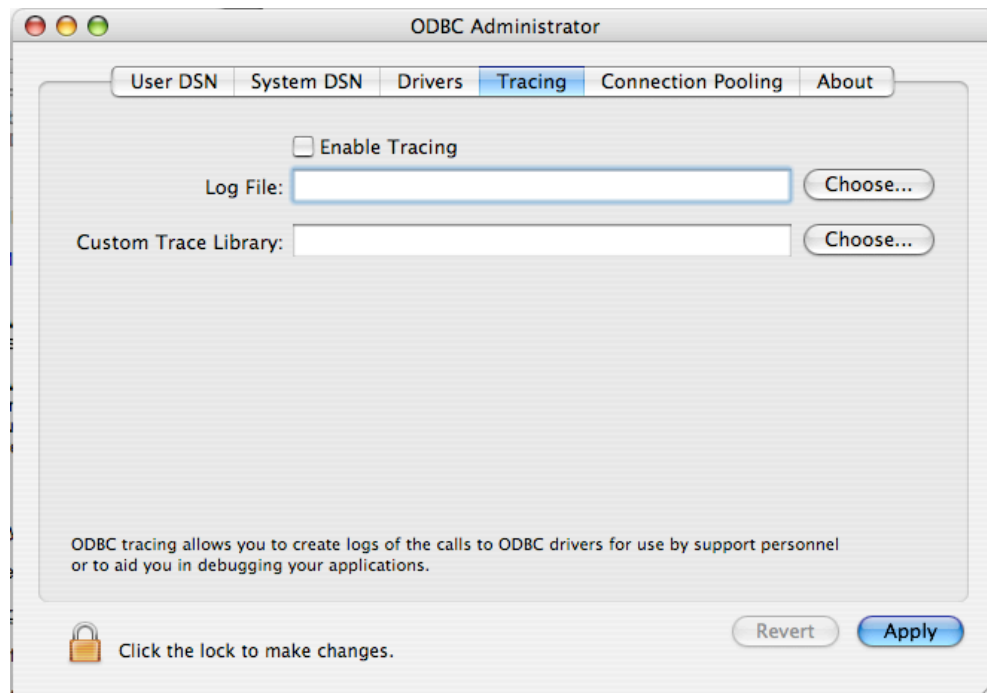 ODBC Administrator
User DSN System DSN Drivers Tracing Connection Pooling About
Enable Tracing
Log File: Choose...
Custom Trace Library: Choose...
ODBC tracing allows you to create logs of the calls to ODBC drivers for use by support personnel
or to aid you in debugging your applications.
Click the lock to make changes. Revert Apply